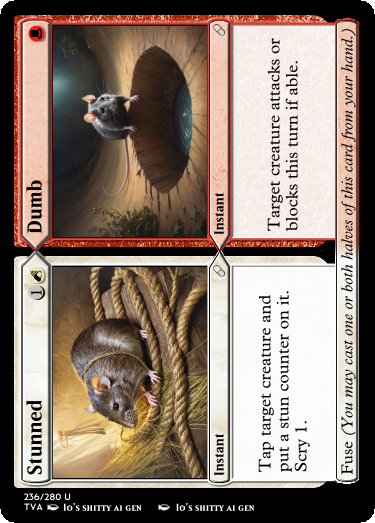 Stunned
1
Instant
Tap target creature and
put a stun counter on it.
Scry 1.
Dumb
Instant
Target creature attacks or
blocks this turn if able.
Fuse (You may cast one or both halves of this card from your hand.)
236/280 U
TVA Io's shitty ai gen Io's shitty ai gen